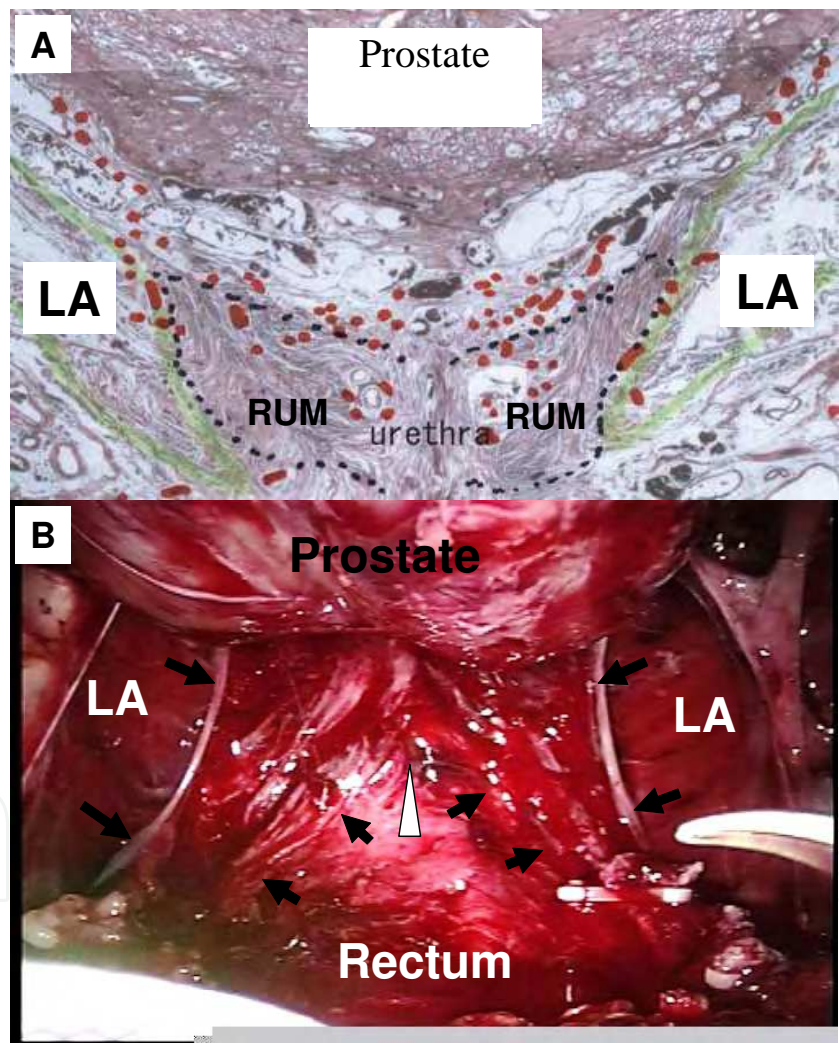 A
Prostate
LA
LA
RUM
RUM
urethra
B
Prostate
LA
LA
Rectum